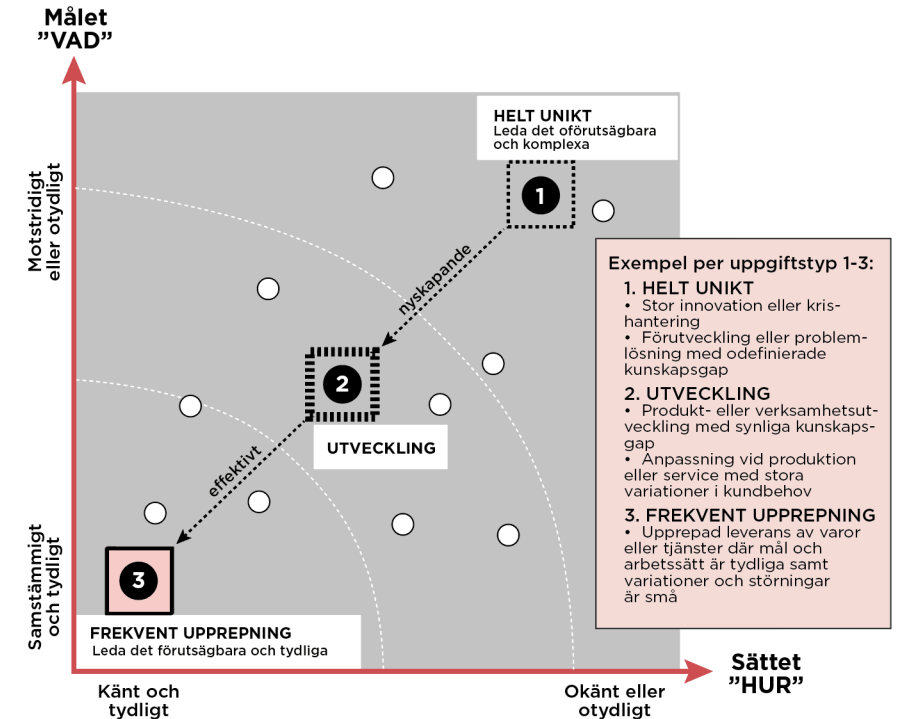 Målet
”VAD”
HELT UNIKT
Leda det oförutsägbara
och komplexa
1
Motstridigt
eller otydligt
nyskapande
2
UTVECKLING
effektivt
Samstämmigt
och tydligt
3
FREKVENT UPPREPNING
Leda det förutsägbara och tydliga
Exempel per uppgiftstyp 1-3:
1. HELT UNIKT
• Stor innovation eller kris-
hantering
• Förutveckling eller problem-
lösning med odefinierade
kunskapsgap
2. UTVECKLING
• Produkt- eller verksamhetsut-
veckling med synliga kunskaps-
gap
• Anpassning vid produktion
eller service med stora
variationer i kundbehov
3. FREKVENT UPPREPNING
• Upprepad leverans av varor
eller tjänster där mål och
arbetssätt är tydliga samt
variationer och störningar
är små
Sättet
”HUR”
Känt och
tydligt
Okänt eller
otydligt